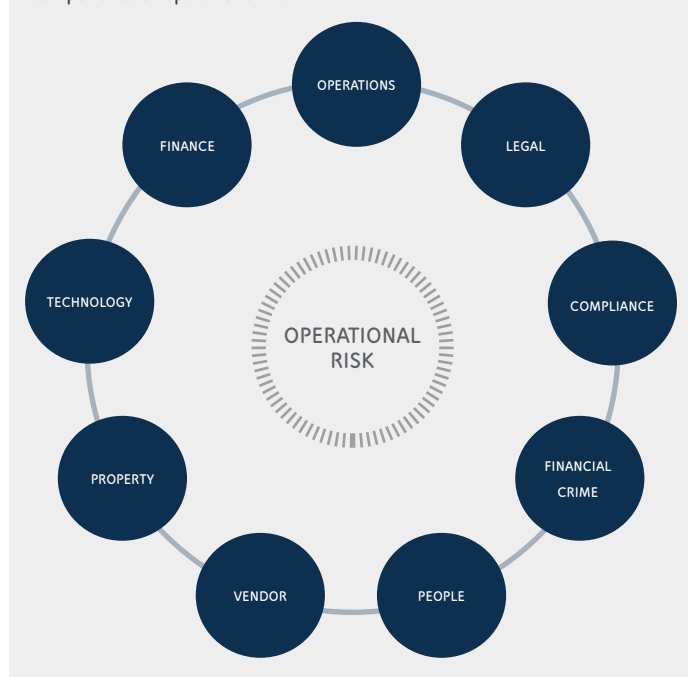 OPERATIONS
FINANCE
LEGAL
TECHNOLOGY
COMPLIANCE
OPERATIONAL
RISK
PROPERTY
FINANCIAL
CRIME
VENDOR
PEOPLE